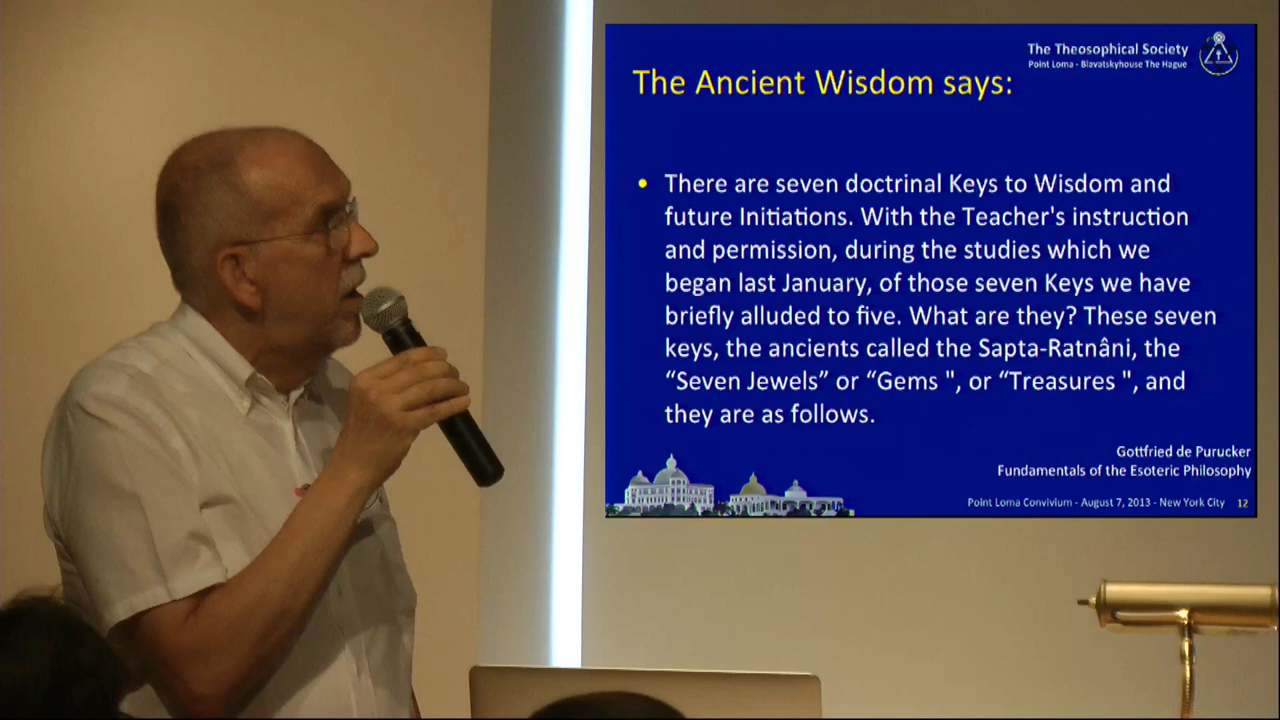 The Theosophical Society
Point Loma - Blavatskyhouse The Hague
The Ancient Wisdom says:
• There are seven doctrinal Keys to Wisdom and
future Initiations. With the Teacher's instruction
and permission, during the studies which we
began last January, of those seven Keys we have
briefly alluded to five. What are they? These seven
keys, the ancients called the Sapta-Ratnâni, the
“Seven Jewels” or “Gems ", or “Treasures ", and
they are as follows.
Gottfried de Purucker
Fundamentals of the Esoteric Philosophy
Point Loma Convivium - August 7, 2013 - New York City 12